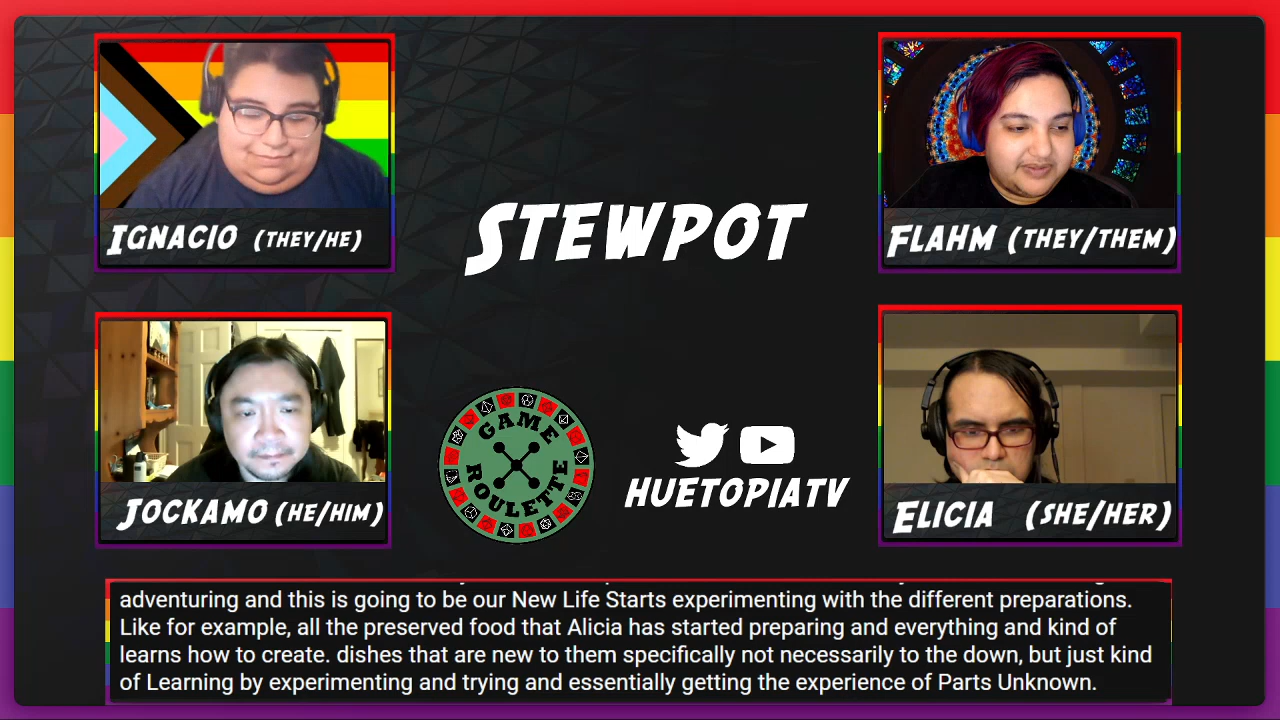 IGNACIO (THEY/HE)
FLAHM (THEY/THEM)
STEWPOT
JOCKAMO (HE/HIM)
GAME
ROULETTE
HUETOPIATV
ELICIA (SHE/HER)
adventuring and this is going to be our New Life Starts experimenting with the different preparations.
Like for example, all the preserved food that Alicia has started preparing and everything and kind of
learns how to create. dishes that are new to them specifically not necessarily to the down, but just kind
of Learning by experimenting and trying and essentially getting the experience of Parts Unknown.